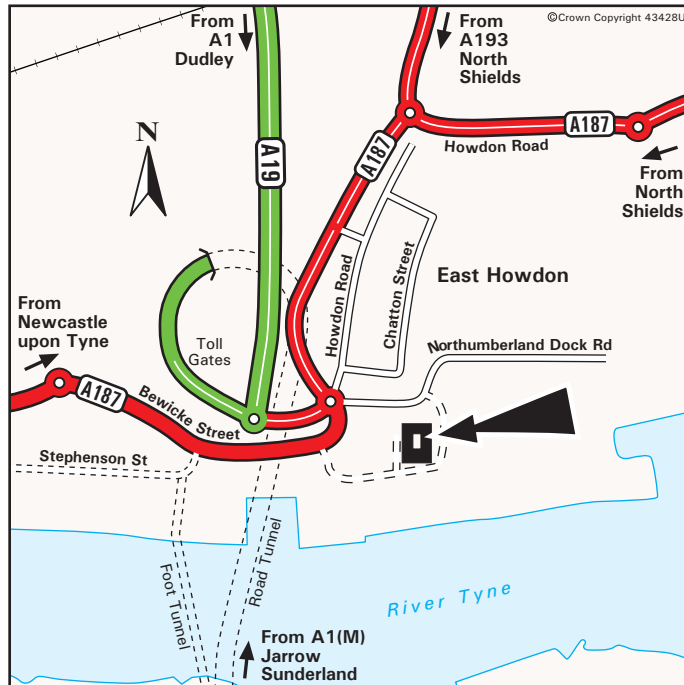 From
A1
Dudley
From
A193
North
Shields
©Crown Copyright 43428U
A187
Howdon Road
From
North
Shields
N
A19
A187
East Howdon
Howdon Road
Chatton Street
From
Newcastle
upon Tyne
Toll
Gates
Northumberland Dock Rd
A187
Bewicke Street
Stephenson St
Foot Tunnel
Road Tunnel
River Tyne
From A1(M)
Jarrow
Sunderland